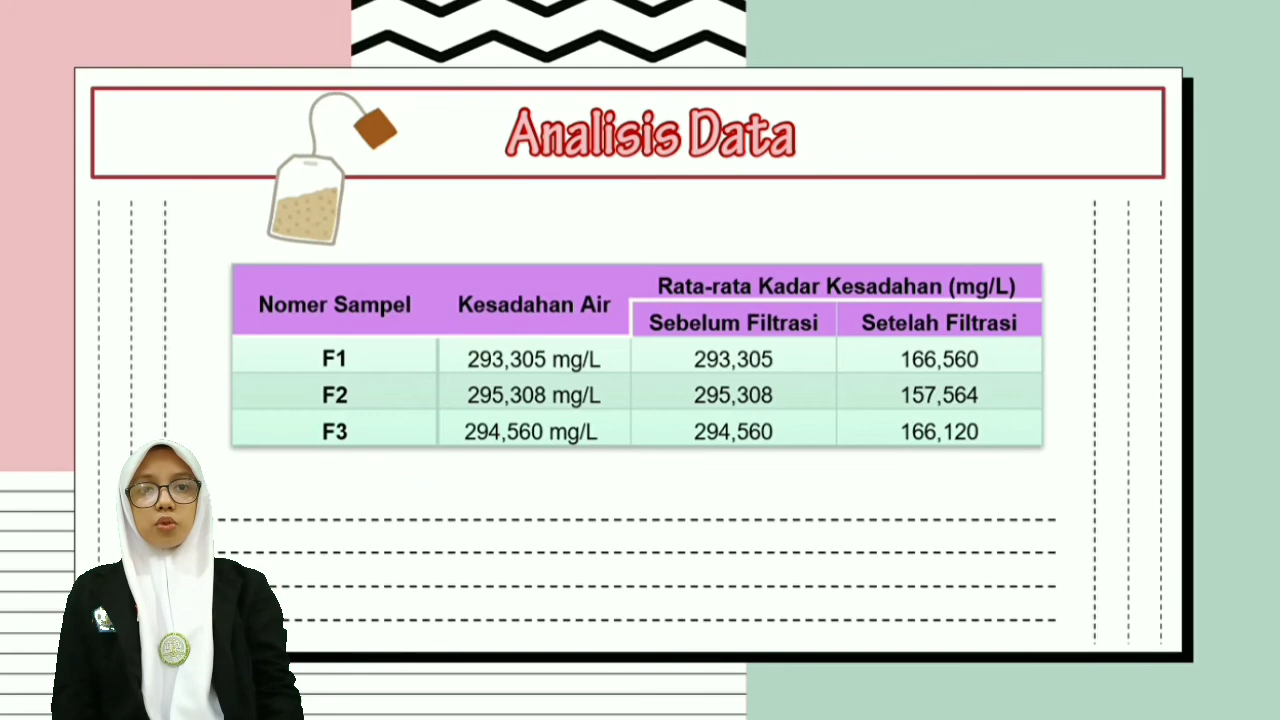 Analisis Data
Nomer Sampel Kesadahan Air Rata-rata Kadar Kesadahan (mg/L)
Sebelum Filtrasi Setelah Filtrasi
F1 293,305 mg/L 293,305 166,560
F2 295,308 mg/L 295,308 157,564
F3 294,560 mg/L 294,560 166,120